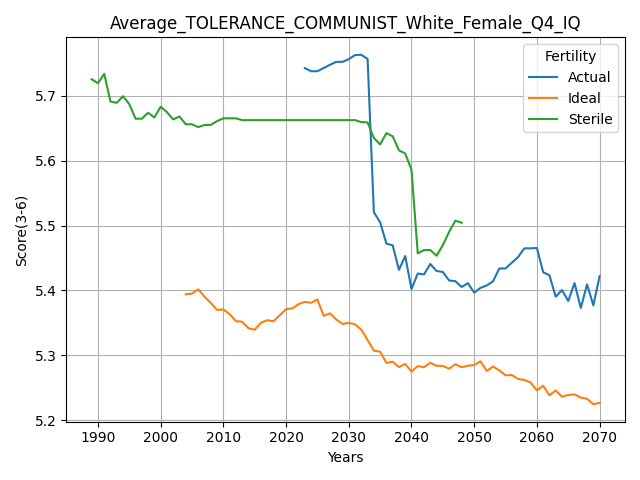 Average_TOLERANCE_COMMUNIST_White_Female_Q4_IQ
Fertility
Actual
Ideal
Sterile
Score(3-6)
5.7
5.6
5.5
5.4
5.3
5.2
1990 2000 2010 2020 2030 2040 2050 2060 2070
Years